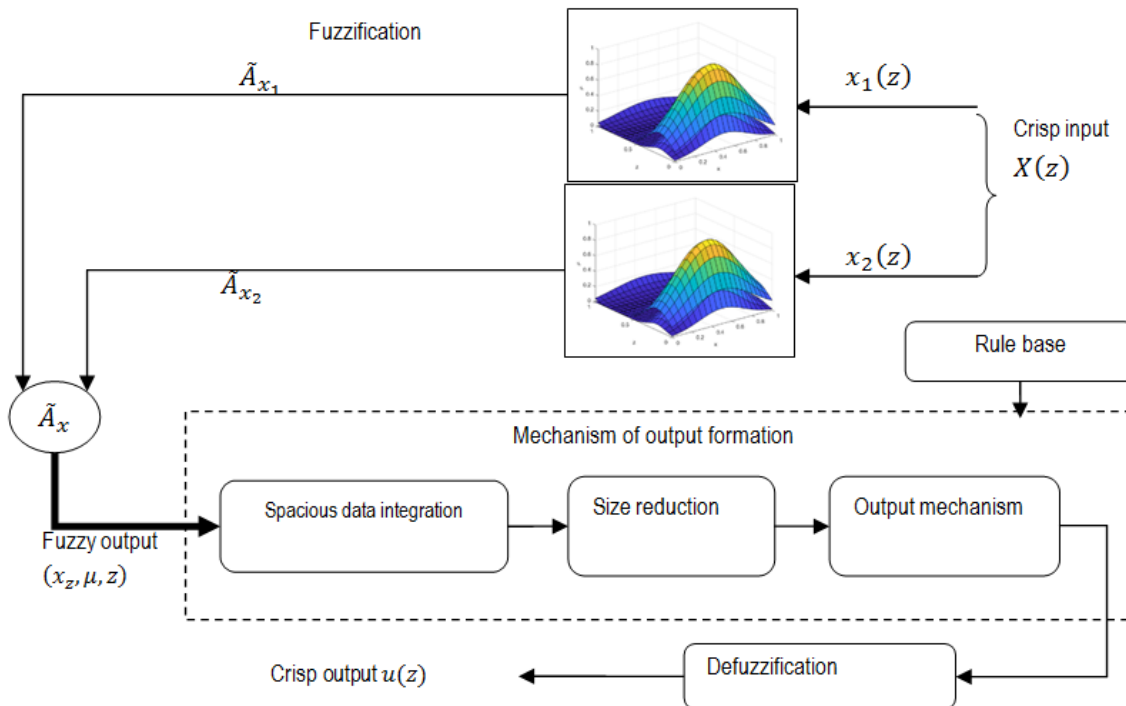 Fuzzification
Ã_{x_1}
x_1(z)
Crisp input
X(z)
Ã_{x_2}
x_2(z)
Rule base
Ã_x
Mechanism of output formation
Spacious data integration
Size reduction
Output mechanism
Fuzzy output
(x_z, μ, z)
Crisp output u(z)
Defuzzification